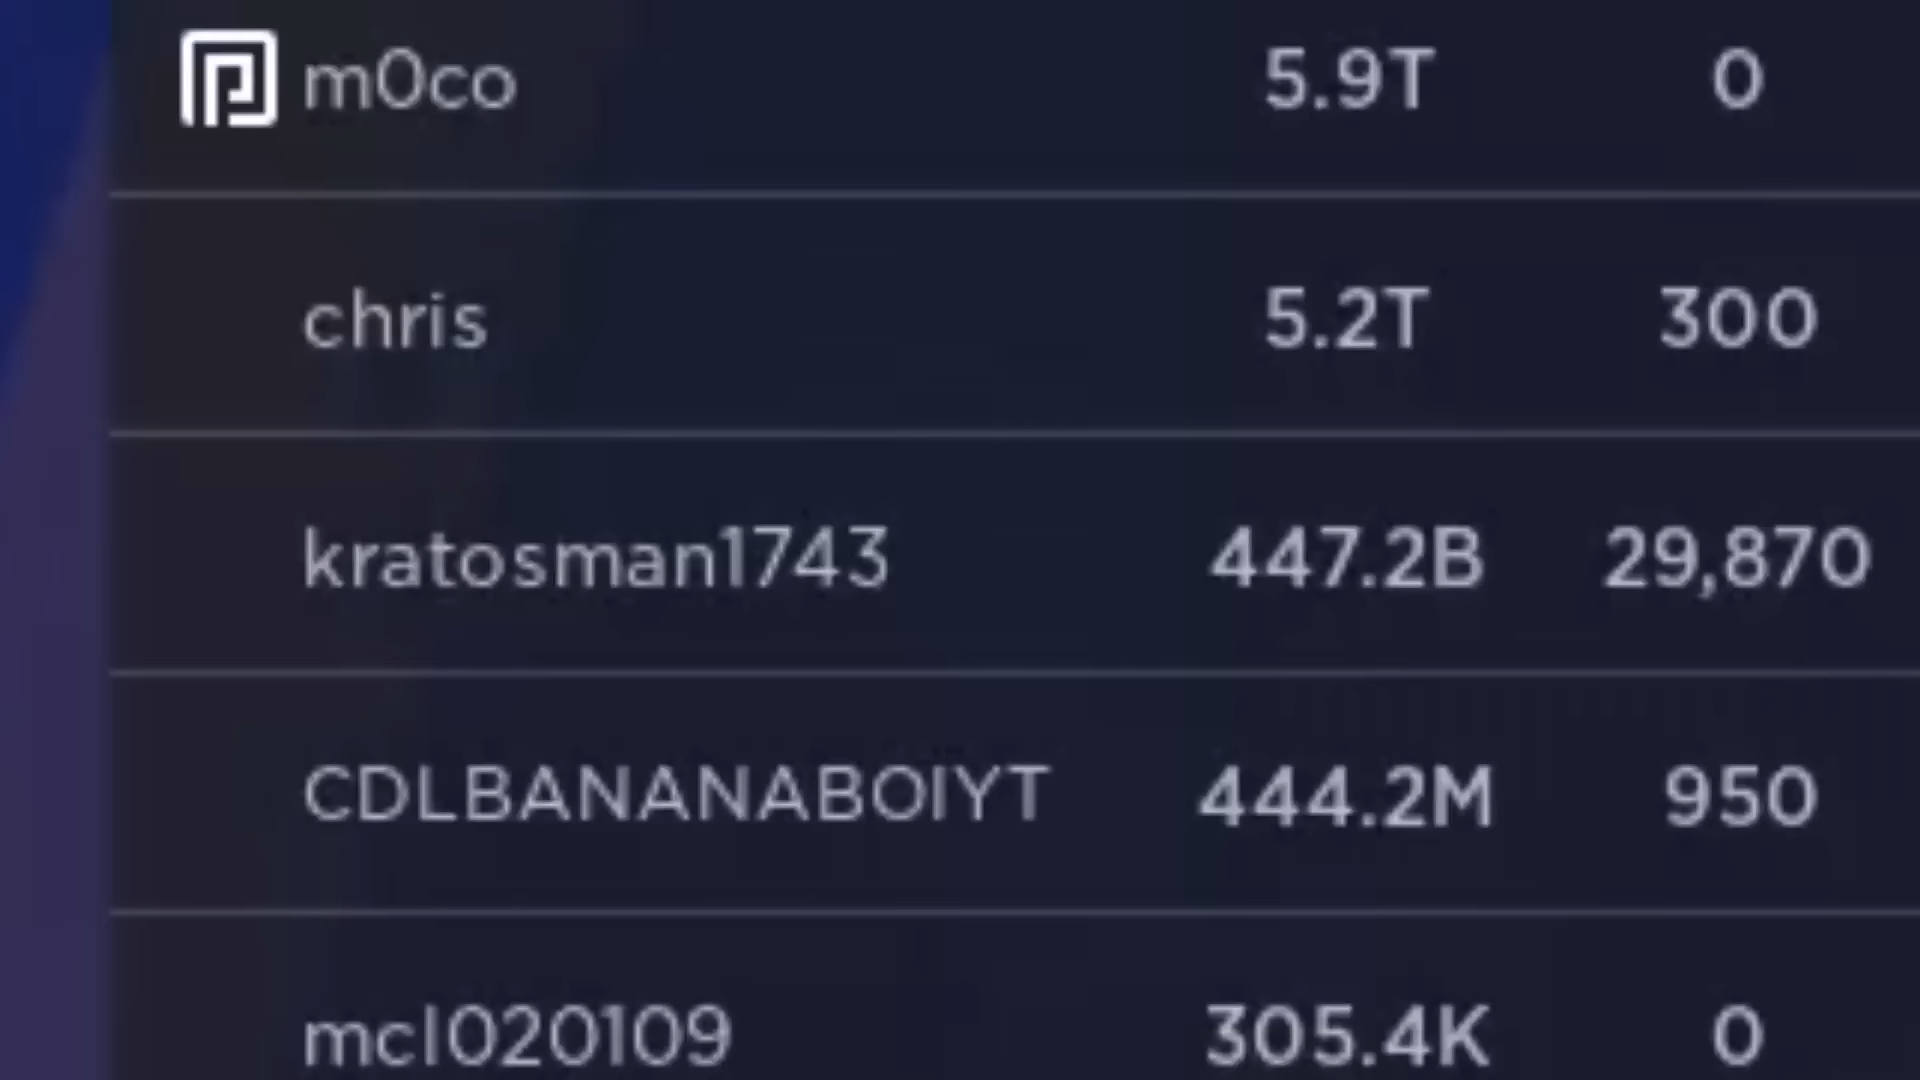 m0co 5.9T 0
chris 5.2T 300
kratosman1743 447.2B 29,870
CDLBANANABOIYT 444.2M 950
mcl020109 305.4K 0